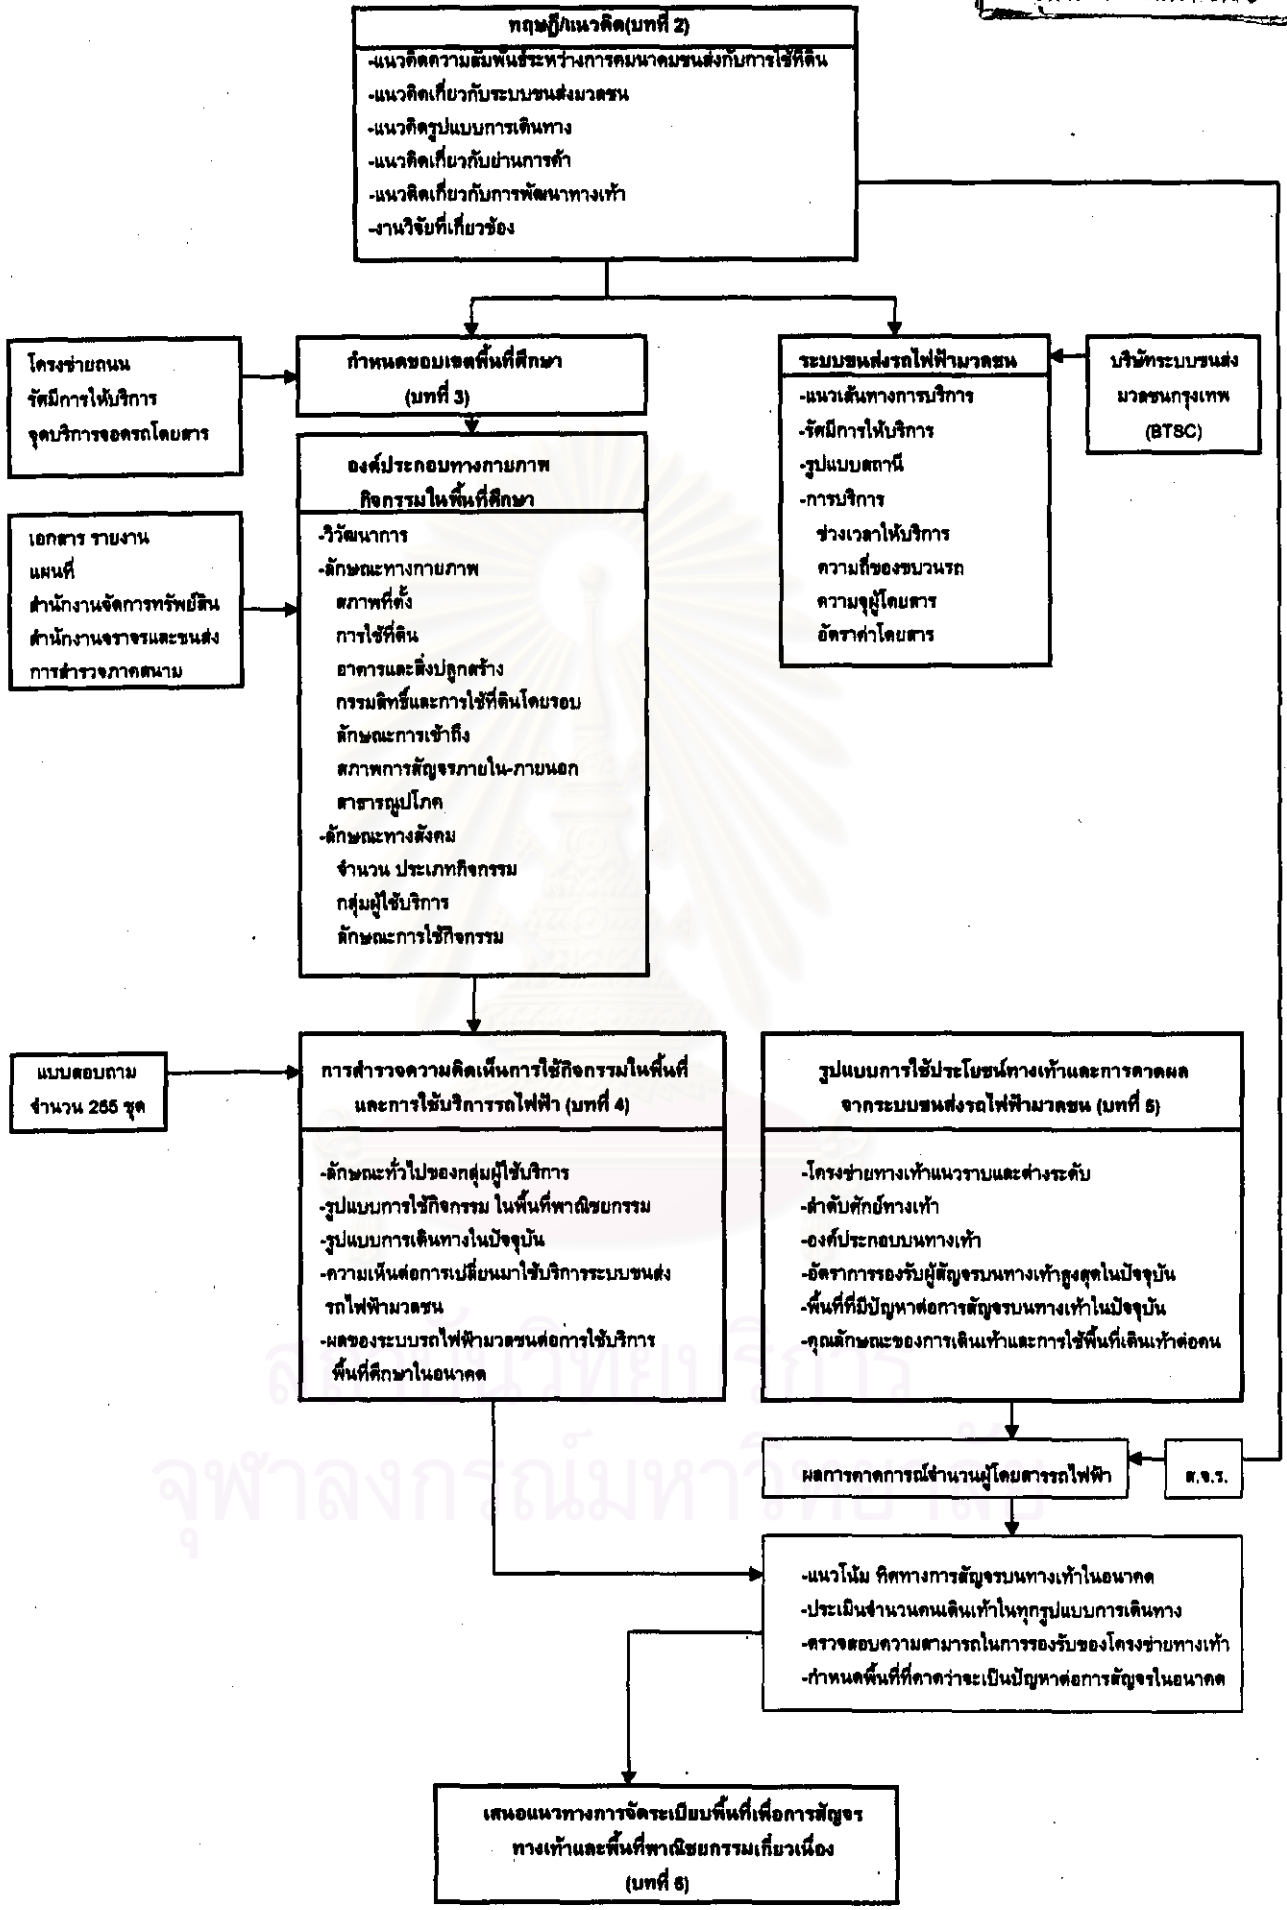 ทฤษฎี/แนวคิด(บทที่ 2)
-แนวคิดความสัมพันธ์ระหว่างการคมนาคมขนส่งกับการใช้ที่ดิน
-แนวคิดเกี่ยวกับระบบขนส่งมวลชน
-แนวคิดรูปแบบการเดินทาง
-แนวคิดเกี่ยวกับย่านการค้า
-แนวคิดเกี่ยวกับการพัฒนาทางเท้า
-งานวิจัยที่เกี่ยวข้อง
โครงข่ายถนน
รัศมีการให้บริการ
จุดบริการจอดรถโดยสาร
กำหนดขอบเขตพื้นที่ศึกษา
(บทที่ 3)
ระบบขนส่งรถไฟฟ้ามวลชน
-แนวเส้นทางการบริการ
-รัศมีการให้บริการ
-รูปแบบสถานี
-การบริการ
ช่วงเวลาให้บริการ
ความถี่ของขบวนรถ
ความจุผู้โดยสาร
อัตราค่าโดยสาร
บริษัทระบบขนส่ง
มวลชนกรุงเทพ
(BTSC)
องค์ประกอบทางกายภาพ
กิจกรรมในพื้นที่ศึกษา
-วิวัฒนาการ
-ลักษณะทางกายภาพ
สภาพที่ตั้ง
การใช้ที่ดิน
อาคารและสิ่งปลูกสร้าง
กรรมสิทธิ์และการใช้ที่ดินโดยรอบ
ลักษณะการเข้าถึง
สภาพการสัญจรภายใน-ภายนอก
สาธารณูปโภค
-ลักษณะทางสังคม
จำนวน ประเภทกิจกรรม
กลุ่มผู้ใช้บริการ
ลักษณะการใช้กิจกรรม
เอกสาร รายงาน
แผนที่
สำนักงานจัดการทรัพย์สิน
สำนักงานจราจรและขนส่ง
การสำรวจภาคสนาม
แบบสอบถาม
จำนวน 255 ชุด
การสำรวจความคิดเห็นการใช้กิจกรรมในพื้นที่
และการใช้บริการรถไฟฟ้า (บทที่ 4)
-ลักษณะทั่วไปของกลุ่มผู้ใช้บริการ
-รูปแบบการใช้กิจกรรม ในพื้นที่พาณิชยกรรม
-รูปแบบการเดินทางในปัจจุบัน
-ความเห็นต่อการเปลี่ยนมาใช้บริการระบบขนส่ง
รถไฟฟ้ามวลชน
-ผลของระบบรถไฟฟ้ามวลชนต่อการใช้บริการ
พื้นที่ศึกษาในอนาคต
รูปแบบการใช้ประโยชน์ทางเท้าและการคาดผล
จากระบบขนส่งรถไฟฟ้ามวลชน (บทที่ 5)
-โครงข่ายทางเท้าแนวราบและต่างระดับ
-ลำดับศักย์ทางเท้า
-องค์ประกอบบนทางเท้า
-อัตราการรองรับผู้สัญจรบนทางเท้าสูงสุดในปัจจุบัน
-พื้นที่ที่มีปัญหาต่อการสัญจรบนทางเท้าในปัจจุบัน
-คุณลักษณะของการเดินเท้าและการใช้พื้นที่เดินเท้าต่อคน
ผลการคาดการณ์จำนวนผู้โดยสารรถไฟฟ้า
ส.จ.ร.
-แนวโน้ม ทิศทางการสัญจรบนทางเท้าในอนาคต
-ประเมินจำนวนคนเดินเท้าในทุกรูปแบบการเดินทาง
-ตรวจสอบความสามารถในการรองรับของโครงข่ายทางเท้า
-กำหนดพื้นที่ที่คาดว่าจะเป็นปัญหาต่อการสัญจรในอนาคต
เสนอแนวทางการจัดระเบียบพื้นที่เพื่อการสัญจร
ทางเท้าและพื้นที่พาณิชยกรรมเกี่ยวเนื่อง
(บทที่ 6)
สถาบันวิทยบริการ
จุฬาลงกรณ์มหาวิทยาลัย